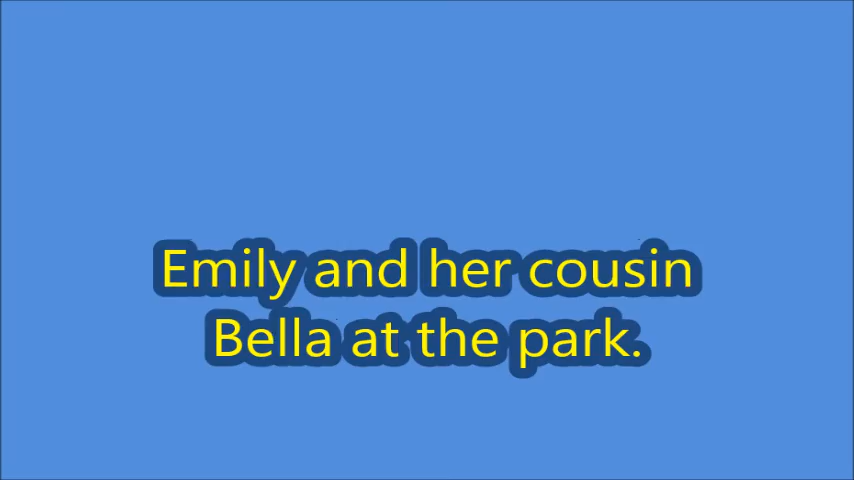 Emily and her cousin
Bella at the park.